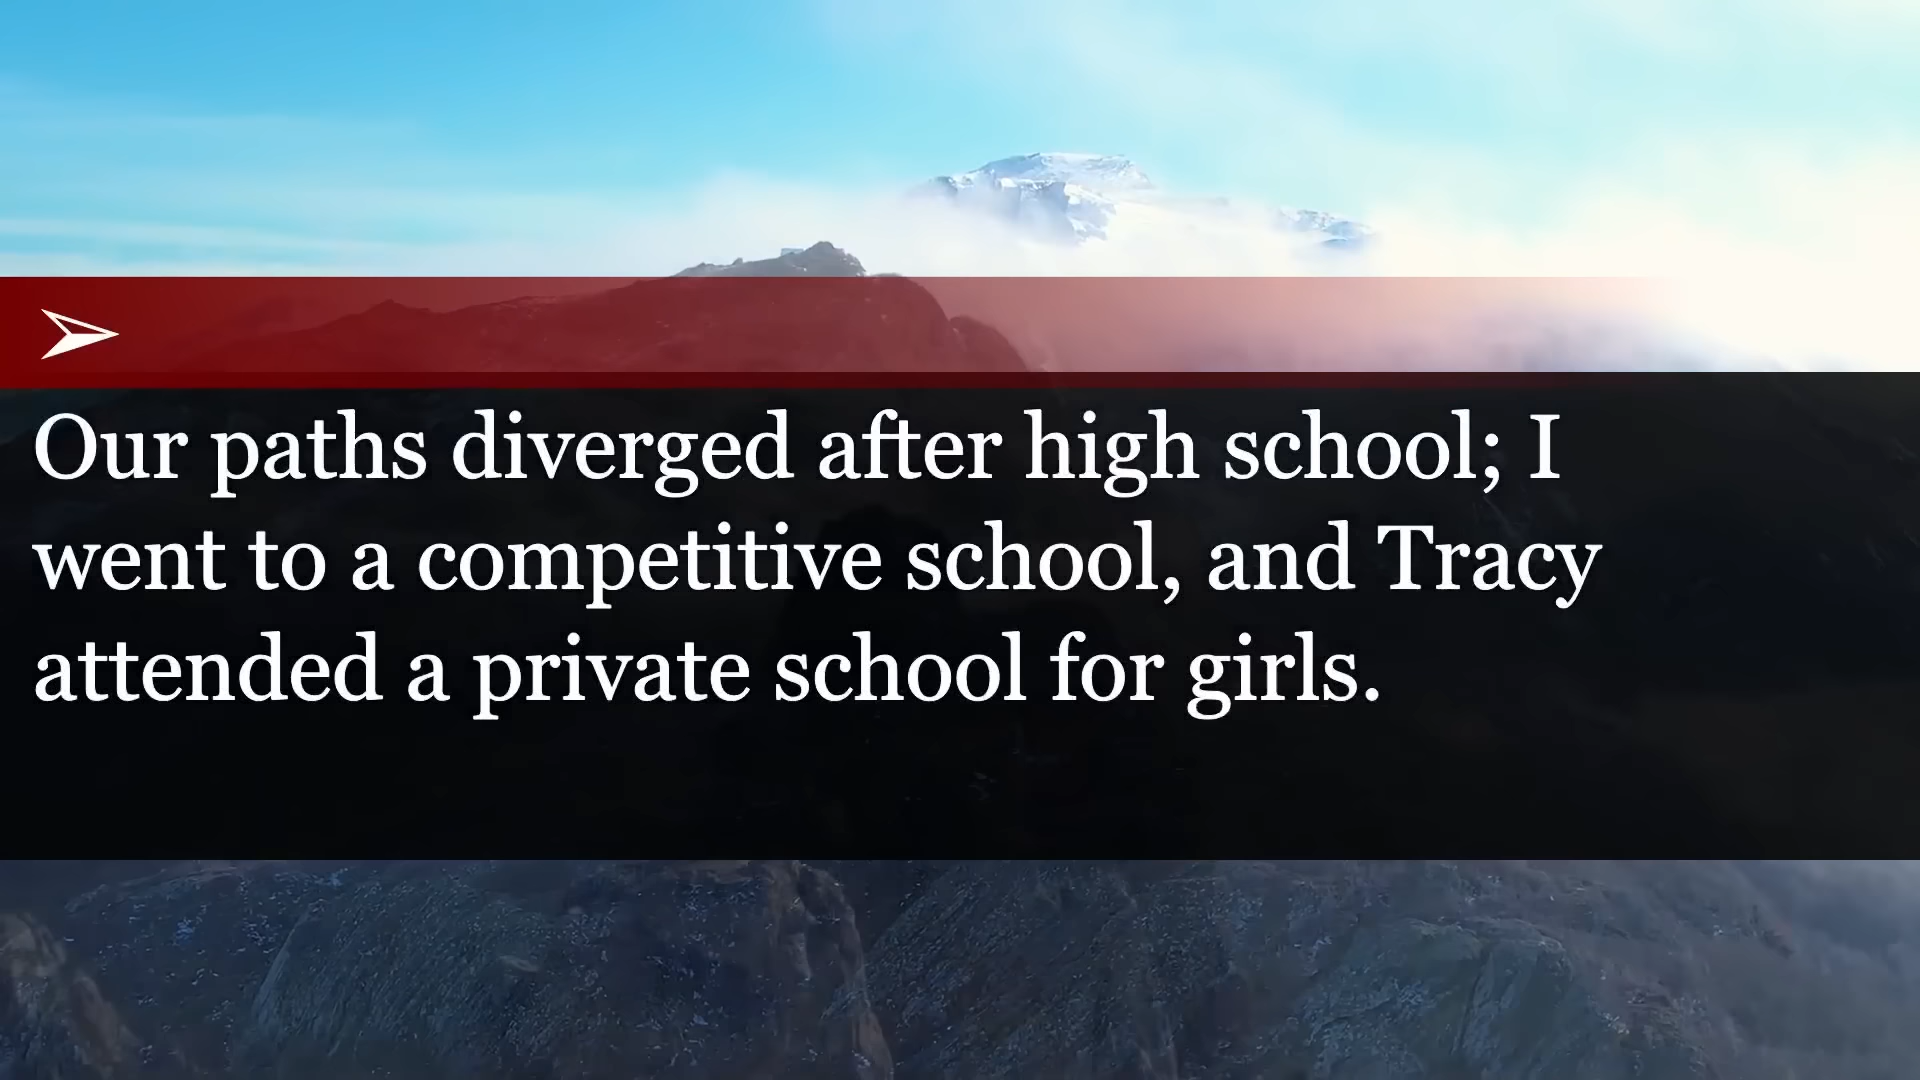 Our paths diverged after high school; I
went to a competitive school, and Tracy
attended a private school for girls.